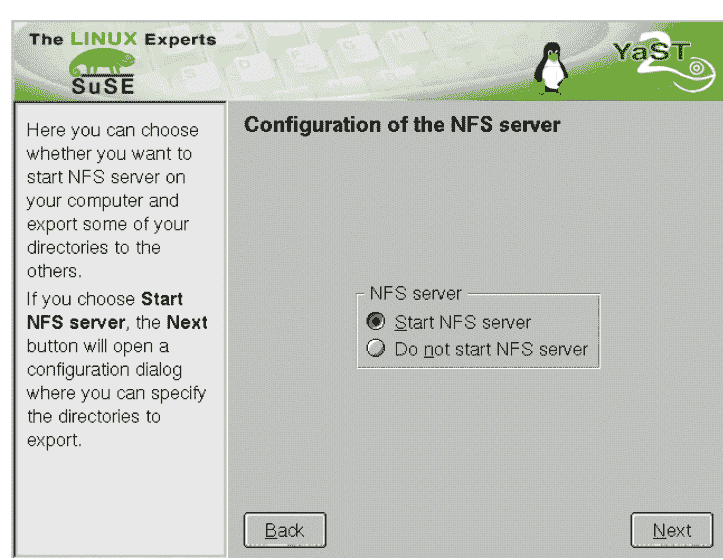 The LINUX Experts
SuSE
YaST
2
Here you can choose
whether you want to
start NFS server on
your computer and
export some of your
directories to the
others.
If you choose Start
NFS server, the Next
button will open a
configuration dialog
where you can specify
the directories to
export.
Configuration of the NFS server
NFS server
Start NFS server
Do not start NFS server
Back
Next